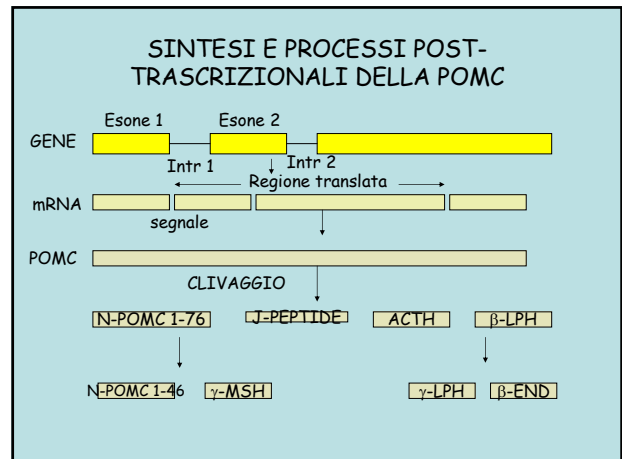 SINTESI E PROCESSI POST-
TRASCRIZIONALI DELLA POMC
Esone 1 Esone 2
GENE
Intr 1 Intr 2
Regione translata
mRNA
segnale
POMC
CLIVAGGIO
N-POMC 1-76 J-PEPTIDE ACTH β-LPH
N-POMC 1-46 γ-MSH γ-LPH β-END